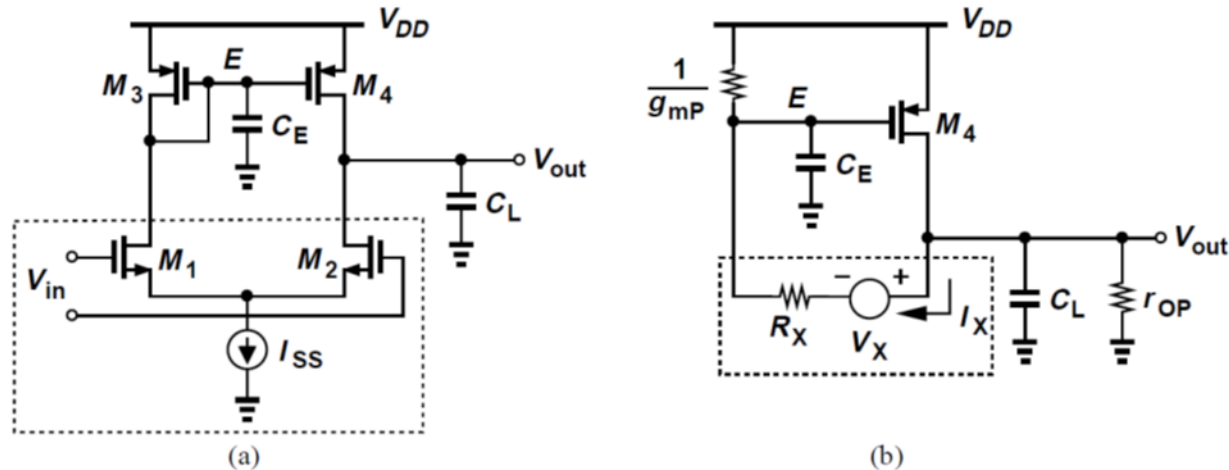 V_DD
M_3
E
M_4
C_E
V_out
C_L
V_in
M_1
M_2
I_SS
(a)
V_DD
1
g_mP
E
M_4
C_E
V_out
− +
R_X
V_X
I_X
C_L
r_OP
(b)